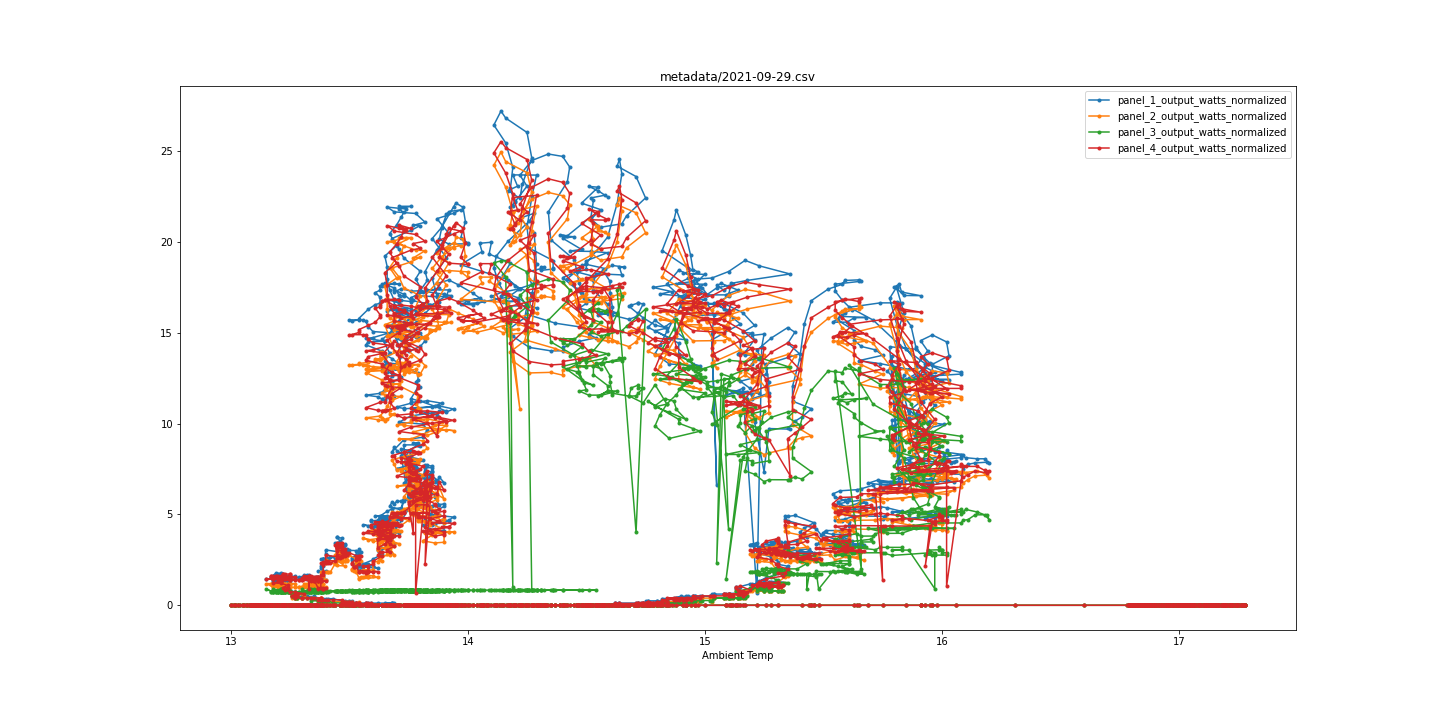 metadata/2021-09-29.csv
panel_1_output_watts_normalized
panel_2_output_watts_normalized
panel_3_output_watts_normalized
panel_4_output_watts_normalized
25
20
15
10
5
0
13 14 15 16 17
Ambient Temp